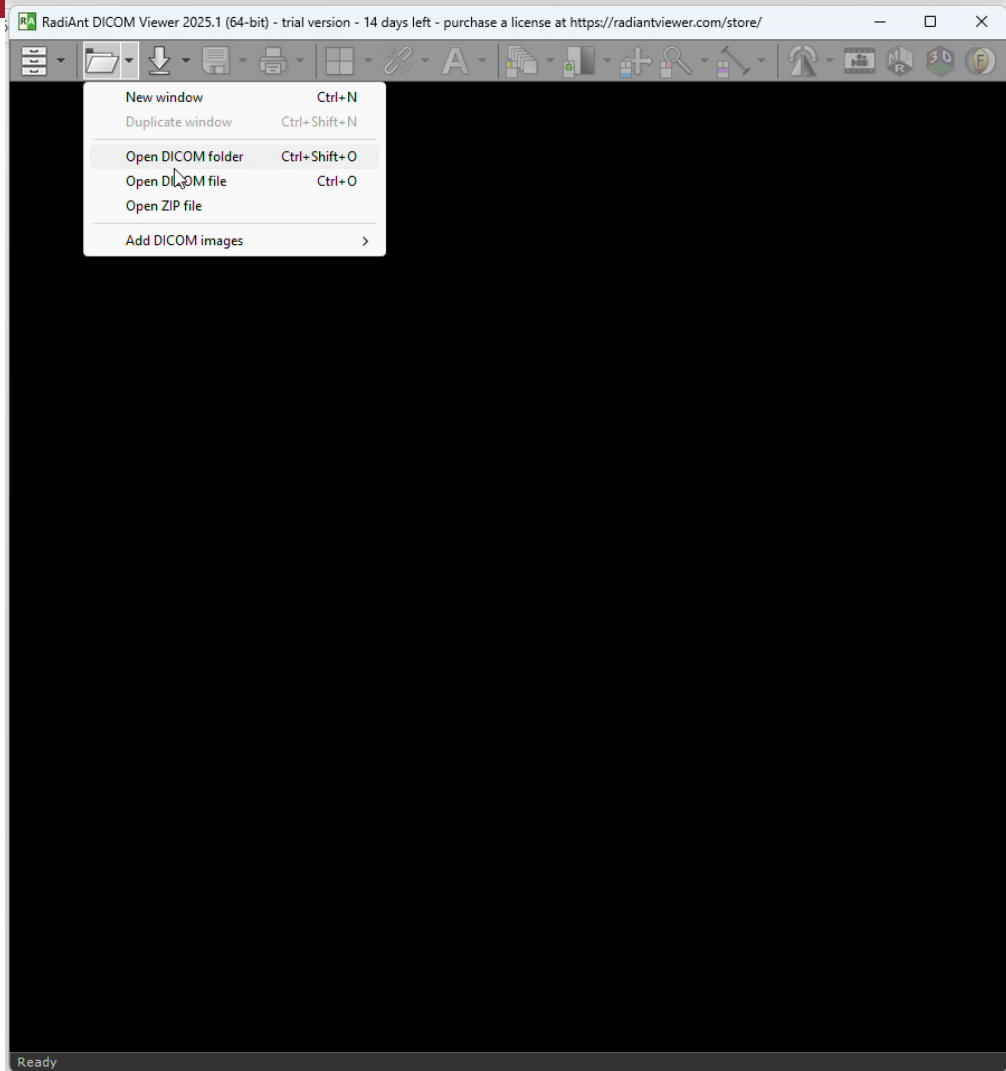 RA RadiAnt DICOM Viewer 2025.1 (64-bit) - trial version - 14 days left - purchase a license at https://radiantviewer.com/store/
A
M R
3D
F
New window Ctrl+N
Duplicate window Ctrl+Shift+N
Open DICOM folder Ctrl+Shift+O
Open DICOM file Ctrl+O
Open ZIP file
Add DICOM images
Ready